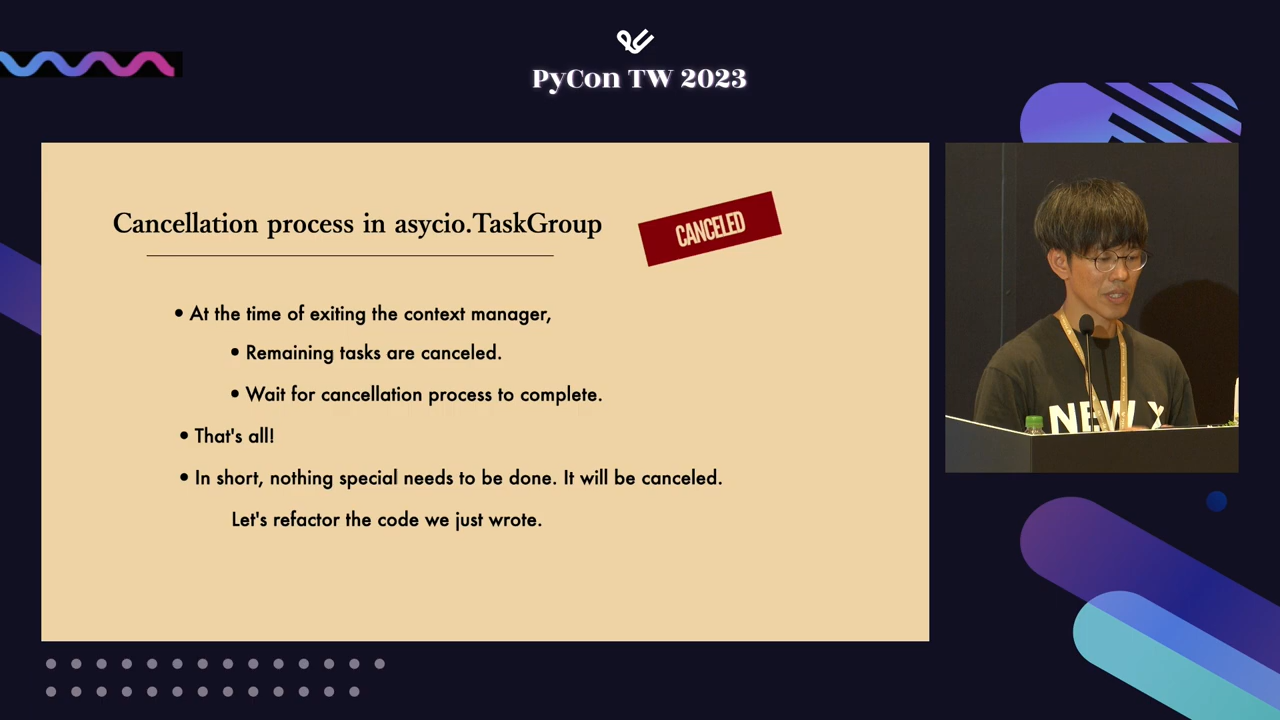 PyCon TW 2023
Cancellation process in asycio.TaskGroup
CANCELED
• At the time of exiting the context manager,
• Remaining tasks are canceled.
• Wait for cancellation process to complete.
• That's all!
• In short, nothing special needs to be done. It will be canceled.
Let's refactor the code we just wrote.
NEW